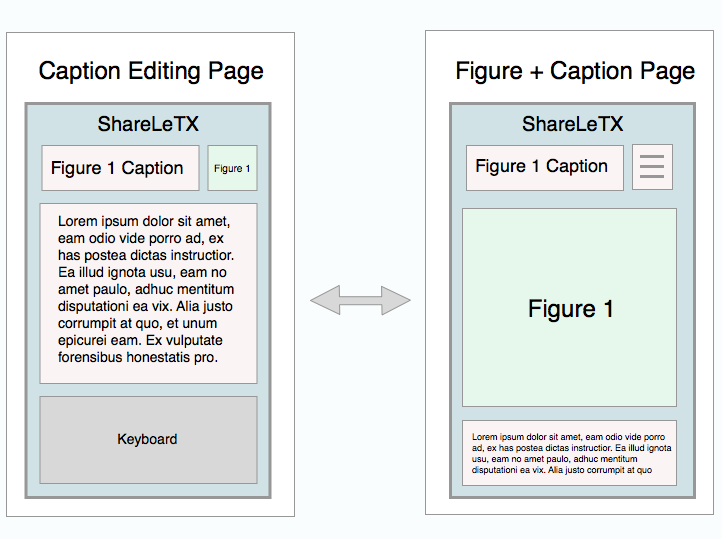 Caption Editing Page
ShareLeTX
Figure 1 Caption
Figure 1
Lorem ipsum dolor sit amet,
eam odio vide porro ad, ex
has postea dictas instructior.
Ea illud ignota usu, eam no
amet paulo, adhuc mentitum
disputationi ea vix. Alia justo
corrumpit at quo, et unum
epicurei eam. Ex vulputate
forensibus honestatis pro.
Keyboard
Figure + Caption Page
ShareLeTX
Figure 1 Caption
Figure 1
Lorem ipsum dolor sit amet, eam odio vide porro
ad, ex has postea dictas instructior. Ea illud ignota
usu, eam no amet paulo, adhuc mentitum
disputationi ea vix. Alia justo corrumpit at quo